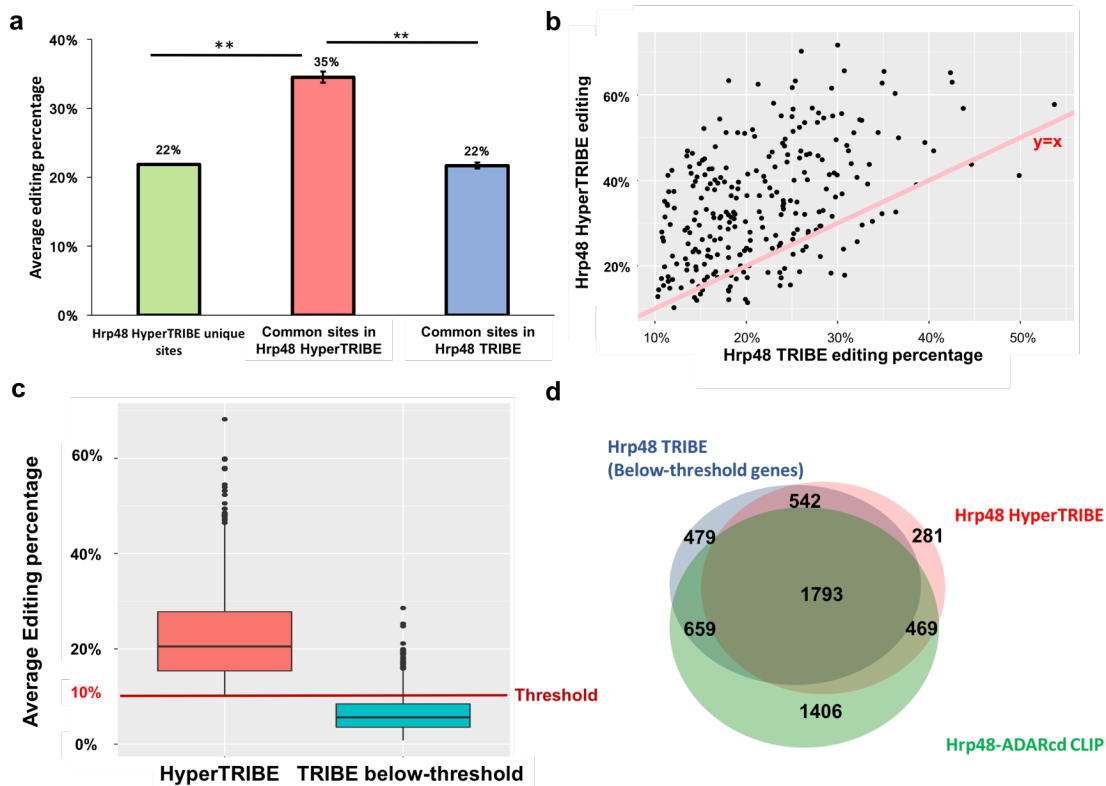 a
40%
30%
20%
10%
0%
Average editing percentage
**
**
22%
35%
22%
Hrp48 HyperTRIBE unique
sites
Common sites in
Hrp48 HyperTRIBE
Common sites in
Hrp48 TRIBE
b
Hrp48 HyperTRIBE editing
60%
40%
20%
y=x
10%
20%
30%
40%
50%
Hrp48 TRIBE editing percentage
c
Average Editing percentage
60%
40%
20%
10%
0%
Threshold
HyperTRIBE
TRIBE below-threshold
d
Hrp48 TRIBE
(Below-threshold genes)
542
Hrp48 HyperTRIBE
479
281
1793
659
469
1406
Hrp48-ADARcd CLIP